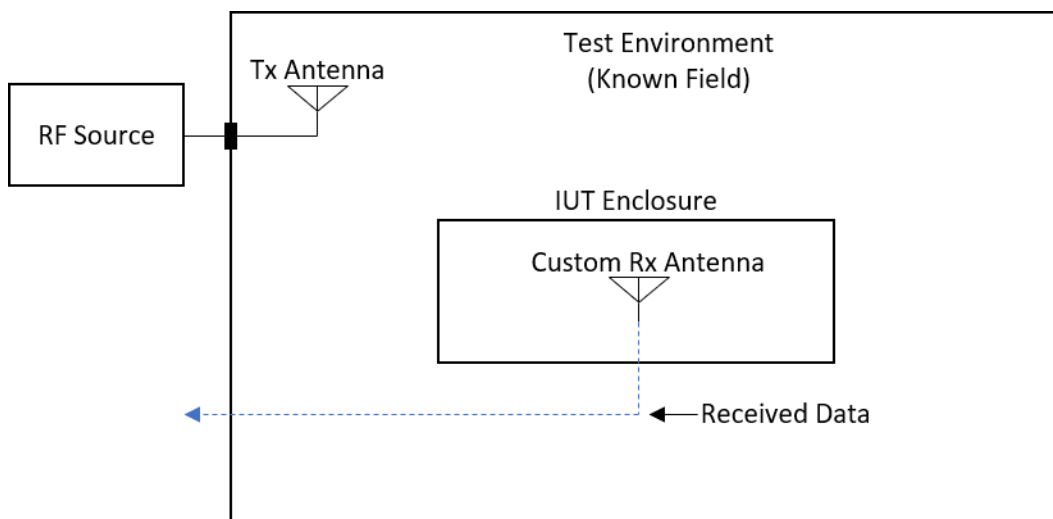 Test Environment
(Known Field)
Tx Antenna
RF Source
IUT Enclosure
Custom Rx Antenna
Received Data